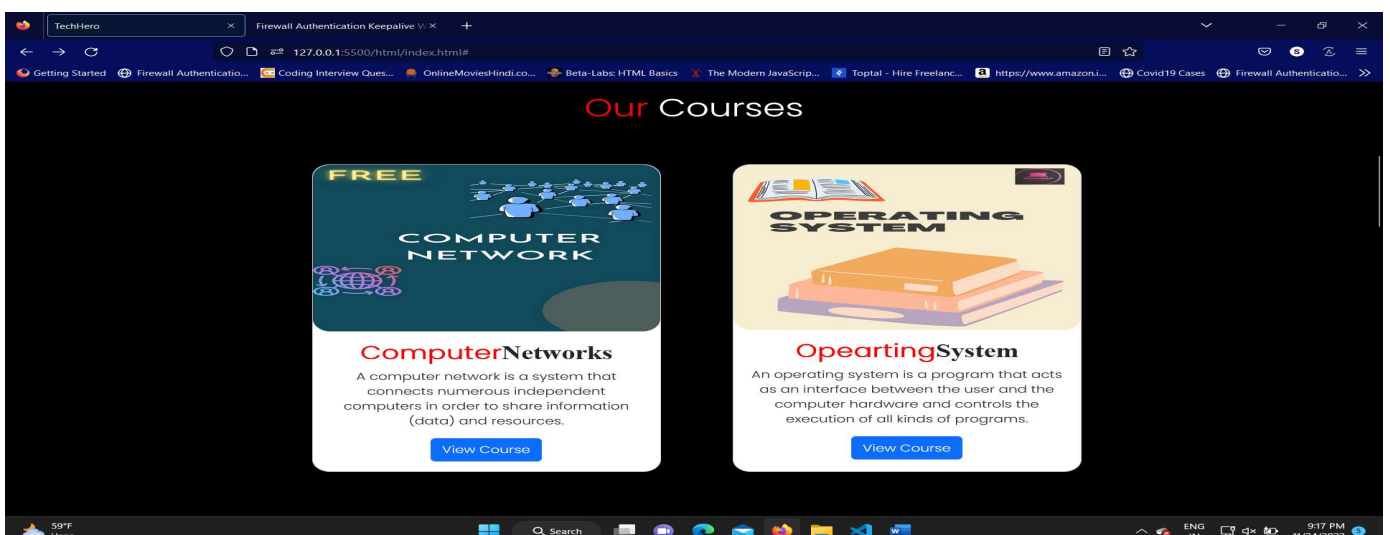 TechHero
Firewall Authentication Keepalive W
127.0.0.1:5500/html/index.html#
Getting Started Firewall Authenticatio... Coding Interview Ques... OnlineMoviesHindi.co... Beta-Labs: HTML Basics The Modern JavaScrip... Toptal - Hire Freelanc... https://www.amazon.i... Covid19 Cases Firewall Authenticatio...
Our Courses
FREE
COMPUTER
NETWORK
ComputerNetworks
A computer network is a system that
connects numerous independent
computers in order to share information
(data) and resources.
View Course
OPERATING
SYSTEM
OpeartingSystem
An operating system is a program that acts
as an interface between the user and the
computer hardware and controls the
execution of all kinds of programs.
View Course
59°F
Search
ENG
9:17 PM